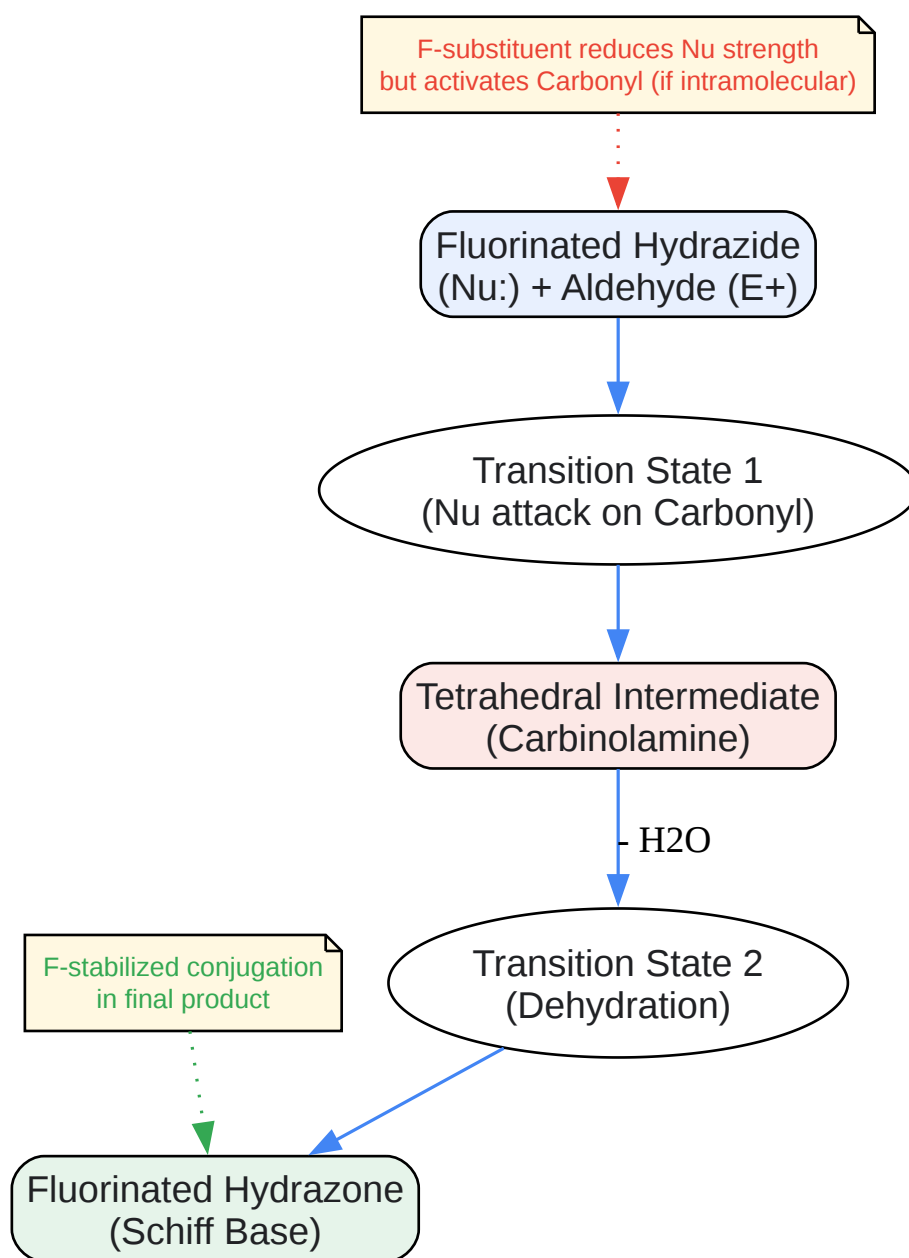 F-substituent reduces Nu strength
but activates Carbonyl (if intramolecular)
Fluorinated Hydrazide
(Nu:) + Aldehyde (E+)
Transition State 1
(Nu attack on Carbonyl)
Tetrahedral Intermediate
(Carbinolamine)
- H2O
F-stabilized conjugation
in final product
Transition State 2
(Dehydration)
Fluorinated Hydrazone
(Schiff Base)